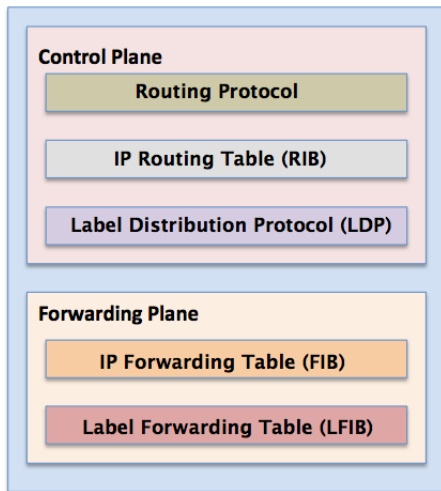 Control Plane
Routing Protocol
IP Routing Table (RIB)
Label Distribution Protocol (LDP)
Forwarding Plane
IP Forwarding Table (FIB)
Label Forwarding Table (LFIB)